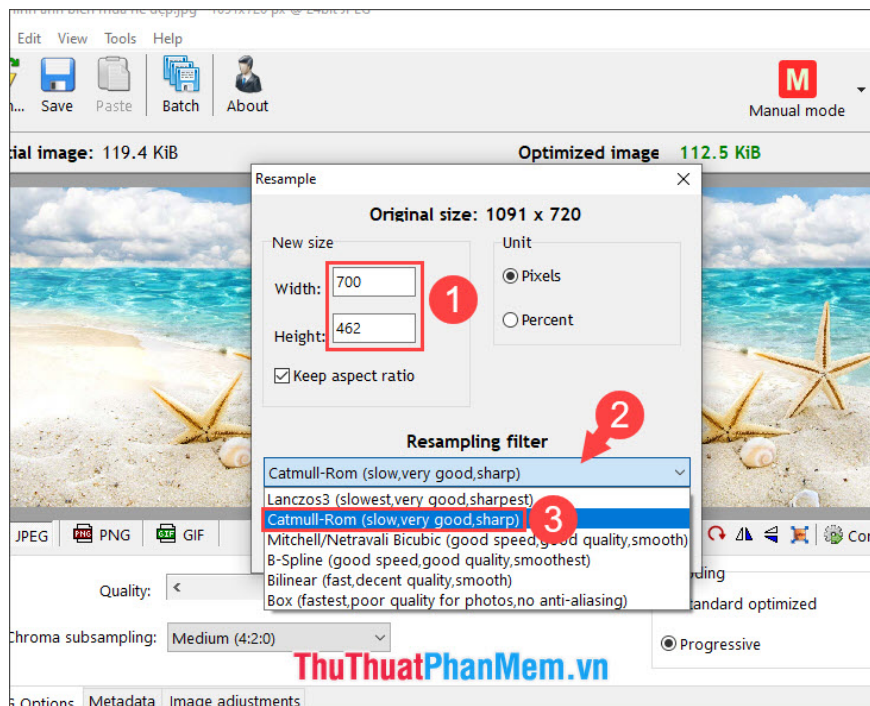 Edit View Tools Help
Save Paste Batch About
M
Manual mode
image: 119.4 KiB
Optimized image 112.5 KiB
Resample
Original size: 1091 x 720
New size
Unit
Width: 700
1
Pixels
Height: 462
Percent
Keep aspect ratio
2
Resampling filter
Catmull-Rom (slow,very good,sharp)
Lanczos3 (slowest,very good,sharpest)
Catmull-Rom (slow,very good,sharp)
3
Mitchell/Netravali Bicubic (good speed,good quality,smooth)
B-Spline (good speed,good quality,smoothest)
Bilinear (fast,decent quality,smooth)
Box (fastest,poor quality for photos,no anti-aliasing)
JPEG PNG PNG GIF GIF
Quality:
Chroma subsampling: Medium (4:2:0)
optimized
Progressive
ThuThuatPhanMem.vn
Options Metadata Image adjustments